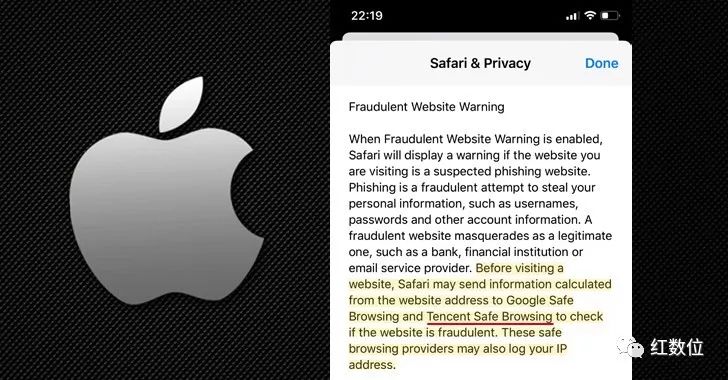 22:19
Safari & Privacy
Done
Fraudulent Website Warning
When Fraudulent Website Warning is enabled,
Safari will display a warning if the website you
are visiting is a suspected phishing website.
Phishing is a fraudulent attempt to steal your
personal information, such as usernames,
passwords and other account information. A
fraudulent website masquerades as a legitimate
one, such as a bank, financial institution or
email service provider. Before visiting a
website, Safari may send information calculated
from the website address to Google Safe
Browsing and Tencent Safe Browsing to check
if the website is fraudulent. These safe
browsing providers may also log your IP
address.
红数位